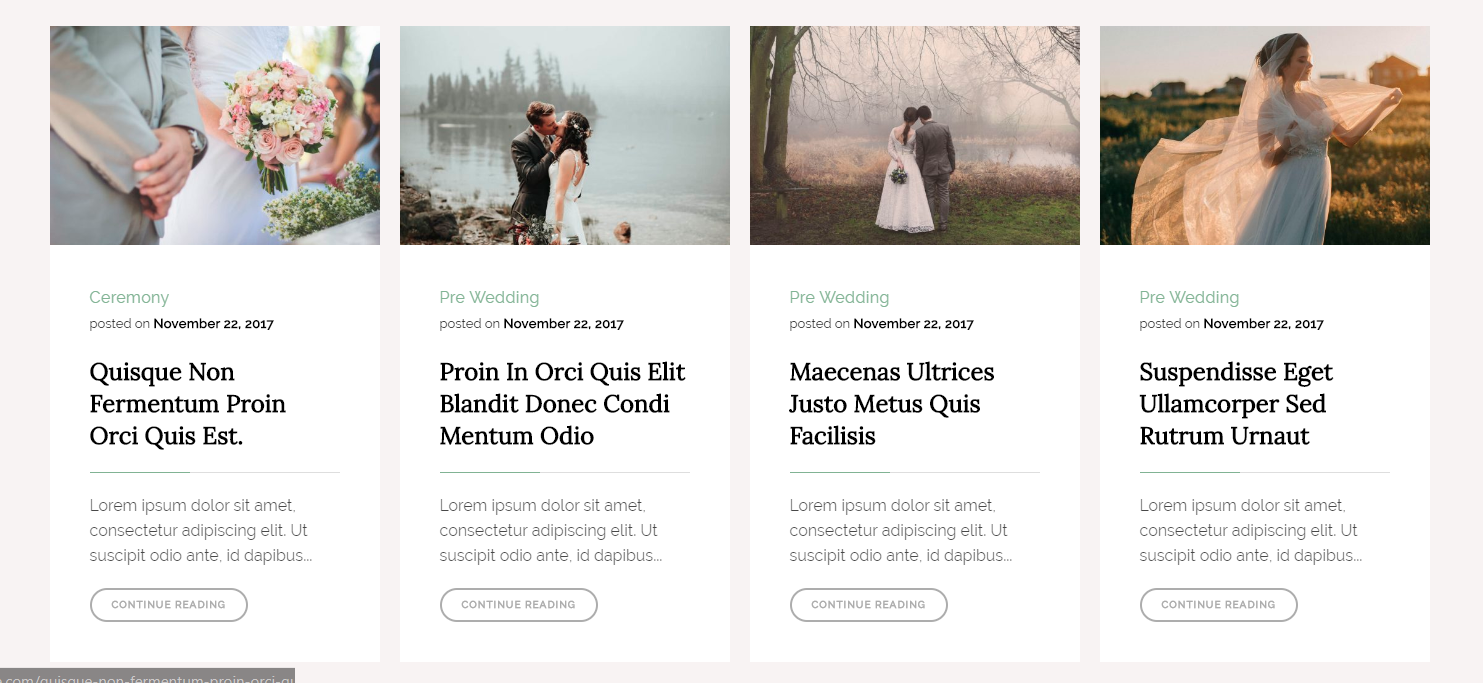 Ceremony
posted on November 22, 2017
Quisque Non
Fermentum Proin
Orci Quis Est.
Lorem ipsum dolor sit amet,
consectetur adipiscing elit. Ut
suscipit odio ante, id dapibus...
CONTINUE READING
Pre Wedding
posted on November 22, 2017
Proin In Orci Quis Elit
Blandit Donec Condi
Mentum Odio
Lorem ipsum dolor sit amet,
consectetur adipiscing elit. Ut
suscipit odio ante, id dapibus...
CONTINUE READING
Pre Wedding
posted on November 22, 2017
Maecenas Ultrices
Justo Metus Quis
Facilisis
Lorem ipsum dolor sit amet,
consectetur adipiscing elit. Ut
suscipit odio ante, id dapibus...
CONTINUE READING
Pre Wedding
posted on November 22, 2017
Suspendisse Eget
Ullamcorper Sed
Rutrum Urnaut
Lorem ipsum dolor sit amet,
consectetur adipiscing elit. Ut
suscipit odio ante, id dapibus...
CONTINUE READING
.com/quisque-non-fermentum-proin-orci-qu